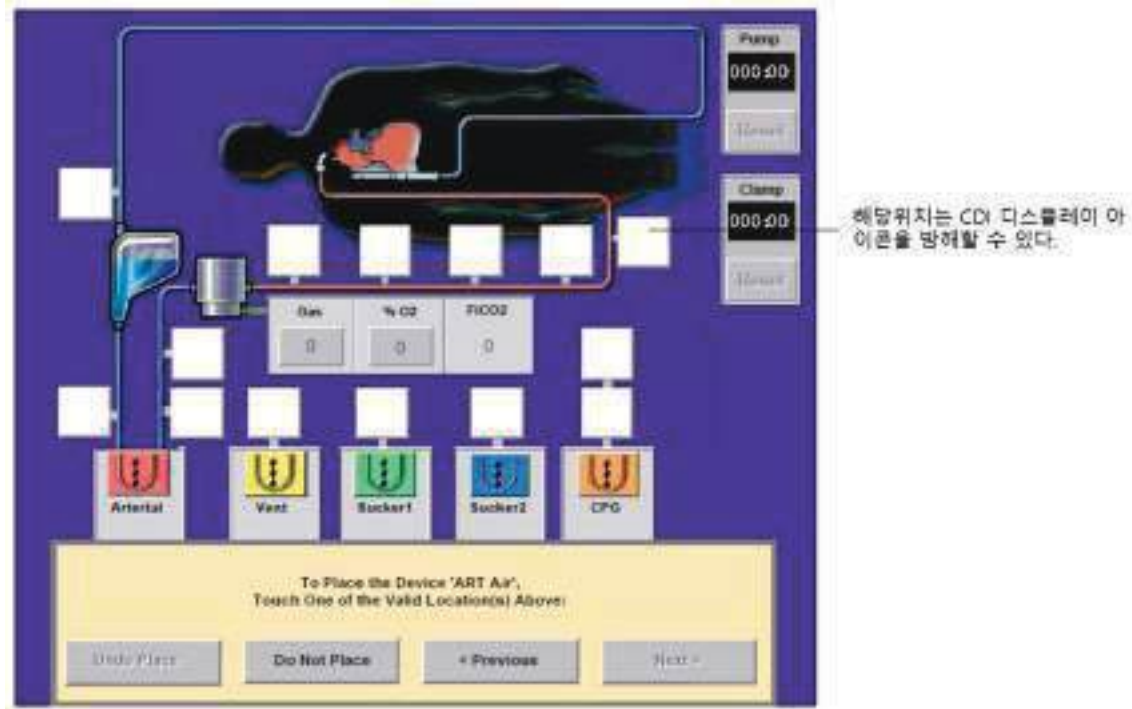 Pump
000:00
Reset
Clamp
000:00
Reset
해당위치는 CDI 디스플레이 아
이콘을 방해할 수 있다.
Gas
% O2
FiCO2
0
0
0
Arterial
Vent
Sucker1
Sucker2
CPG
To Place the Device 'ART Air',
Touch One of the Valid Location(s) Above:
Undo Place
Do Not Place
< Previous
Next >